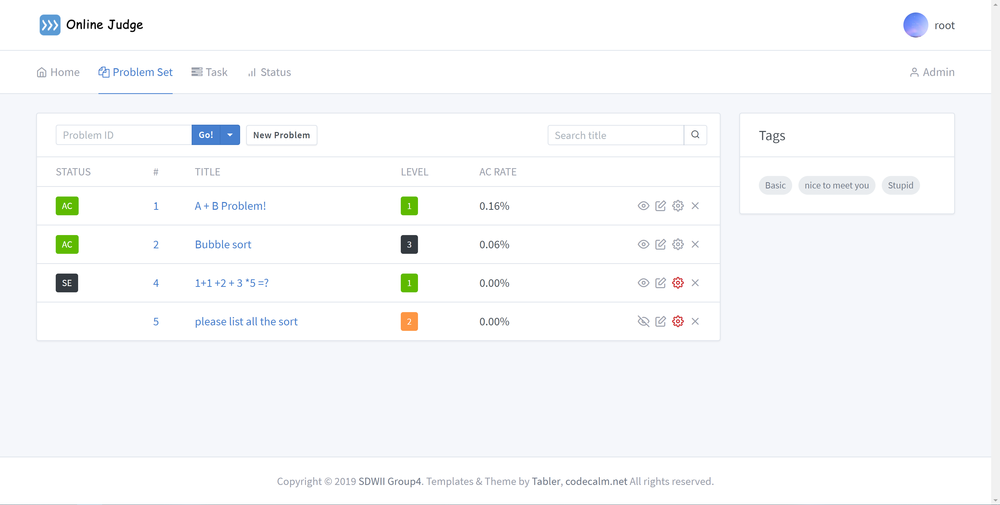 Online Judge
root
Home Problem Set Task Status Admin
Problem ID Go! New Problem Search title
Tags
STATUS # TITLE LEVEL AC RATE
Basic nice to meet you Stupid
AC 1 A + B Problem! 1 0.16%
AC 2 Bubble sort 3 0.06%
SE 4 1+1 +2 + 3 *5 =? 1 0.00%
5 please list all the sort 2 0.00%
Copyright © 2019 SDWII Group4. Templates & Theme by Tabler, codecalm.net All rights reserved.